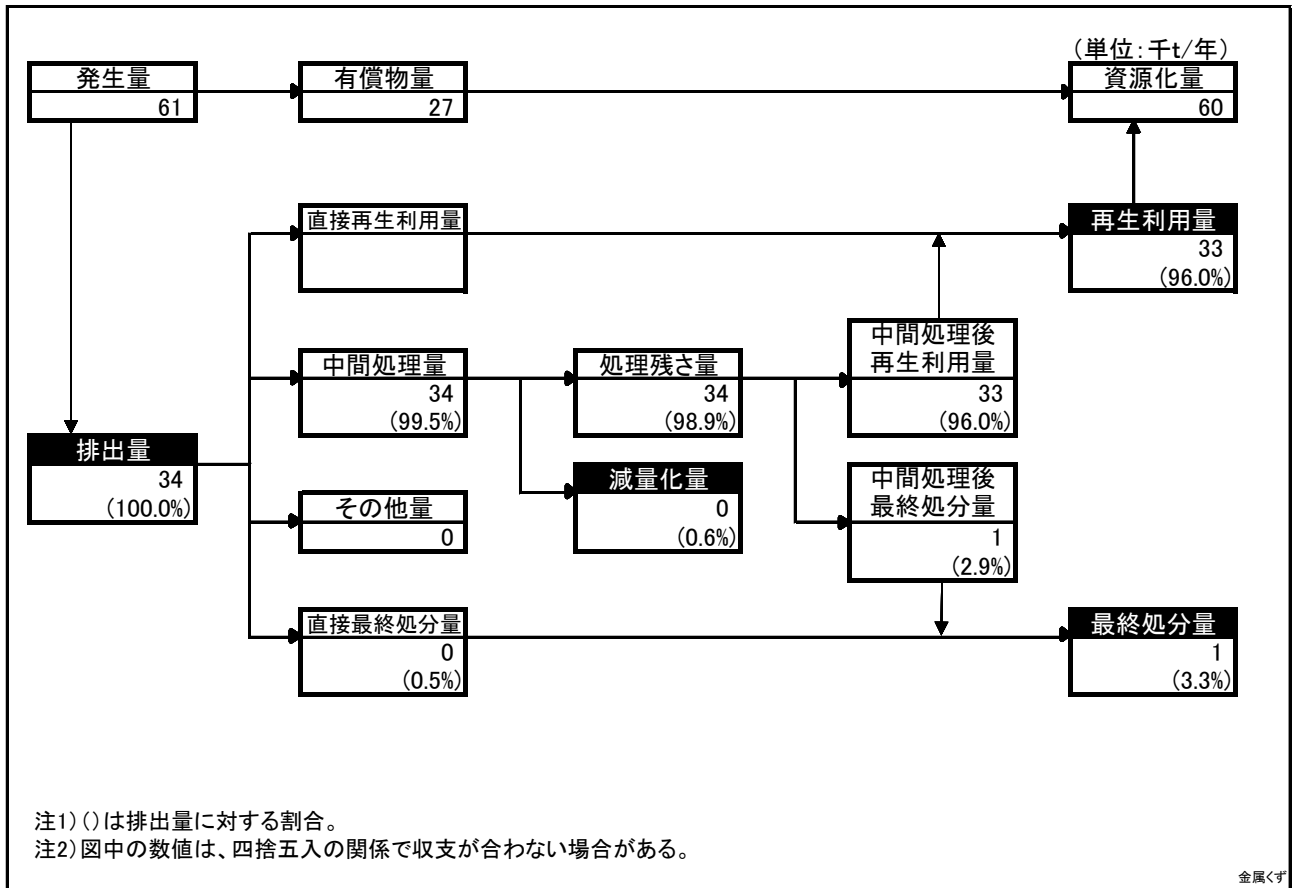 （単位：千t/年）
発生量
61
有償物量
27
資源化量
60
直接再生利用量
再生利用量
33
(96.0%)
中間処理量
34
(99.5%)
処理残さ量
34
(98.9%)
中間処理後
再生利用量
33
(96.0%)
排出量
34
(100.0%)
減量化量
0
(0.6%)
中間処理後
最終処分量
1
(2.9%)
その他量
0
直接最終処分量
0
(0.5%)
最終処分量
1
(3.3%)
注1)()は排出量に対する割合。
注2)図中の数値は、四捨五入の関係で収支が合わない場合がある。
金属くず